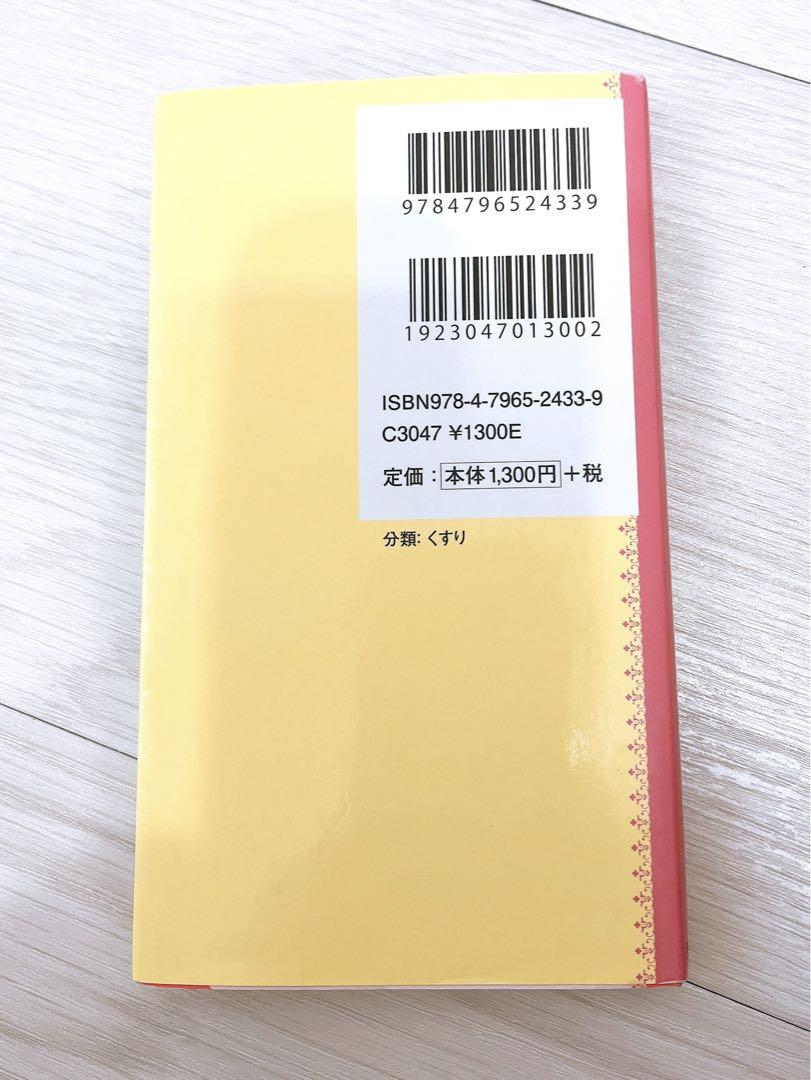 9784796524339
1923047013002
ISBN978-4-7965-2433-9
C3047 ¥1300E
定価：本体1,300円＋税
分類：くすり